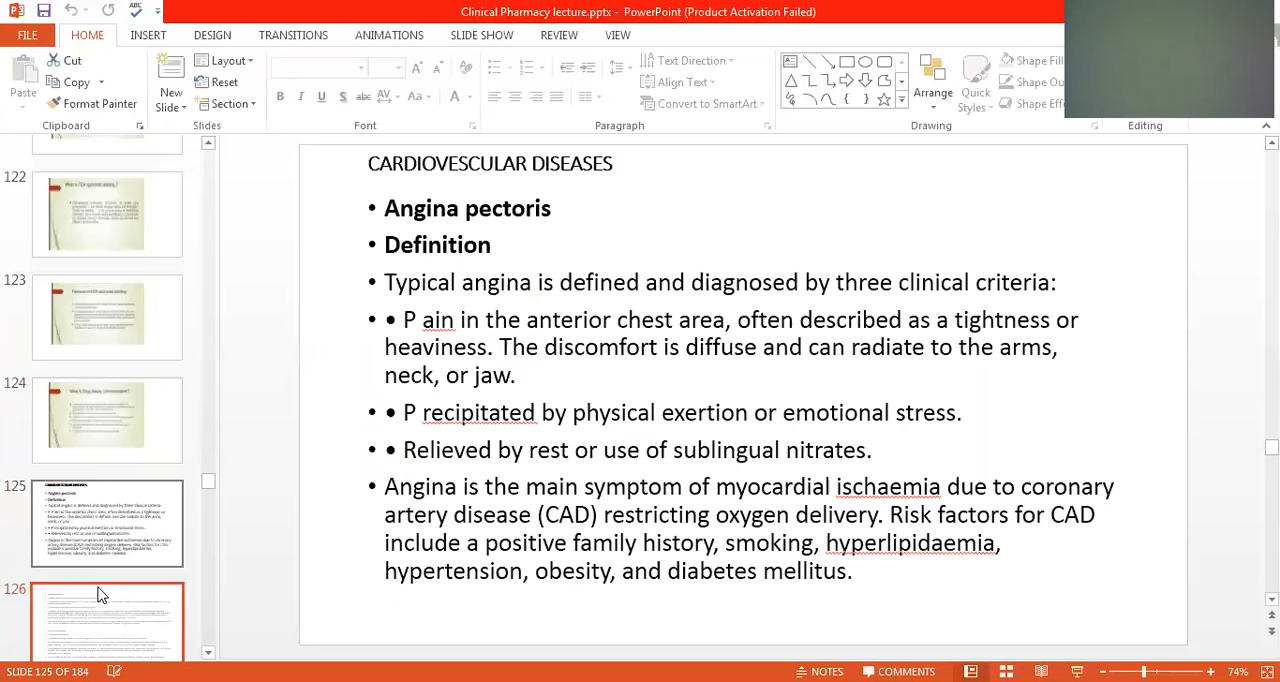 Clinical Pharmacy lecture.pptx - PowerPoint (Product Activation Failed)
FILE HOME INSERT DESIGN TRANSITIONS ANIMATIONS SLIDE SHOW REVIEW VIEW
Paste
Cut
Copy
Format Painter
Clipboard
New
Slide
Layout
Reset
Section
Slides
B I U S abc AV Aa A
Font
Text Direction
Align Text
Convert to SmartArt
Paragraph
Arrange
Quick
Styles
Shape Fill
Shape Ou
Shape Effe
Drawing
Editing
122
123
124
125
126
CARDIOVESCULAR DISEASES
• Angina pectoris
• Definition
• Typical angina is defined and diagnosed by three clinical criteria:
• • P ain in the anterior chest area, often described as a tightness or
heaviness. The discomfort is diffuse and can radiate to the arms,
neck, or jaw.
• • P recipitated by physical exertion or emotional stress.
• • Relieved by rest or use of sublingual nitrates.
• Angina is the main symptom of myocardial ischaemia due to coronary
artery disease (CAD) restricting oxygen delivery. Risk factors for CAD
include a positive family history, smoking, hyperlipidaemia,
hypertension, obesity, and diabetes mellitus.
SLIDE 125 OF 184
NOTES
COMMENTS
74%